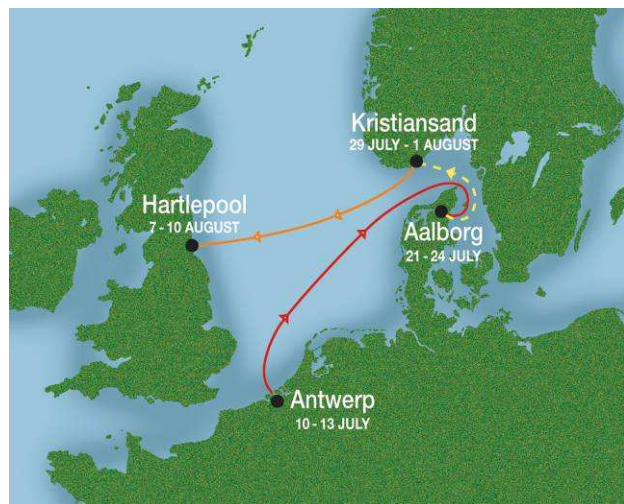 Kristiansand
29 JULY - 1 AUGUST
Hartlepool
7 - 10 AUGUST
Aalborg
21 - 24 JULY
Antwerp
10 - 13 JULY